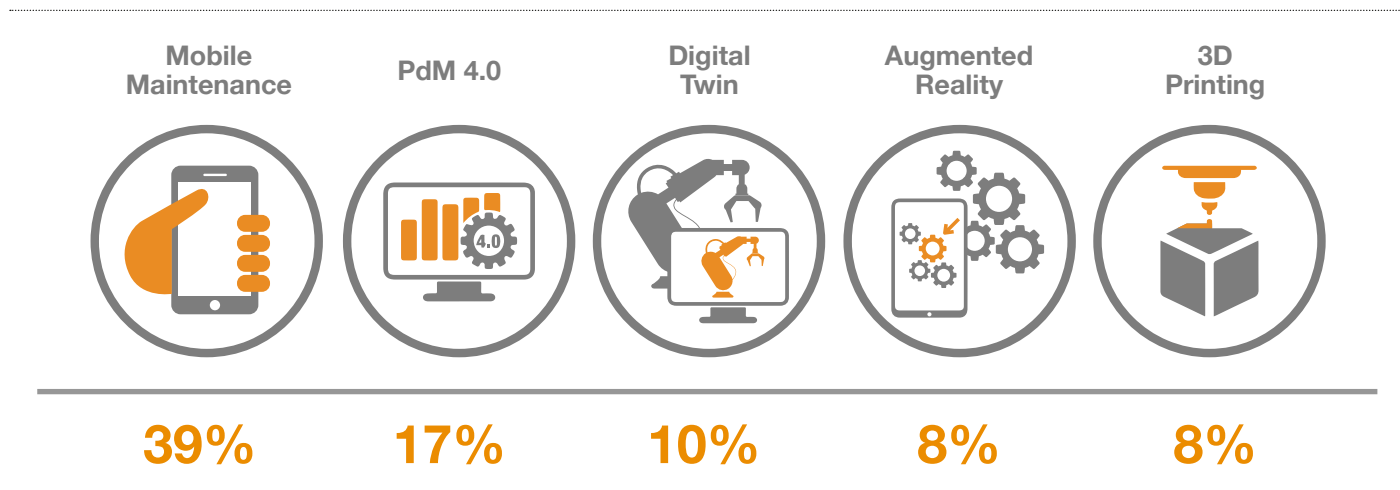 Mobile
Maintenance
PdM 4.0
Digital
Twin
Augmented
Reality
3D
Printing
4.0
39%
17%
10%
8%
8%